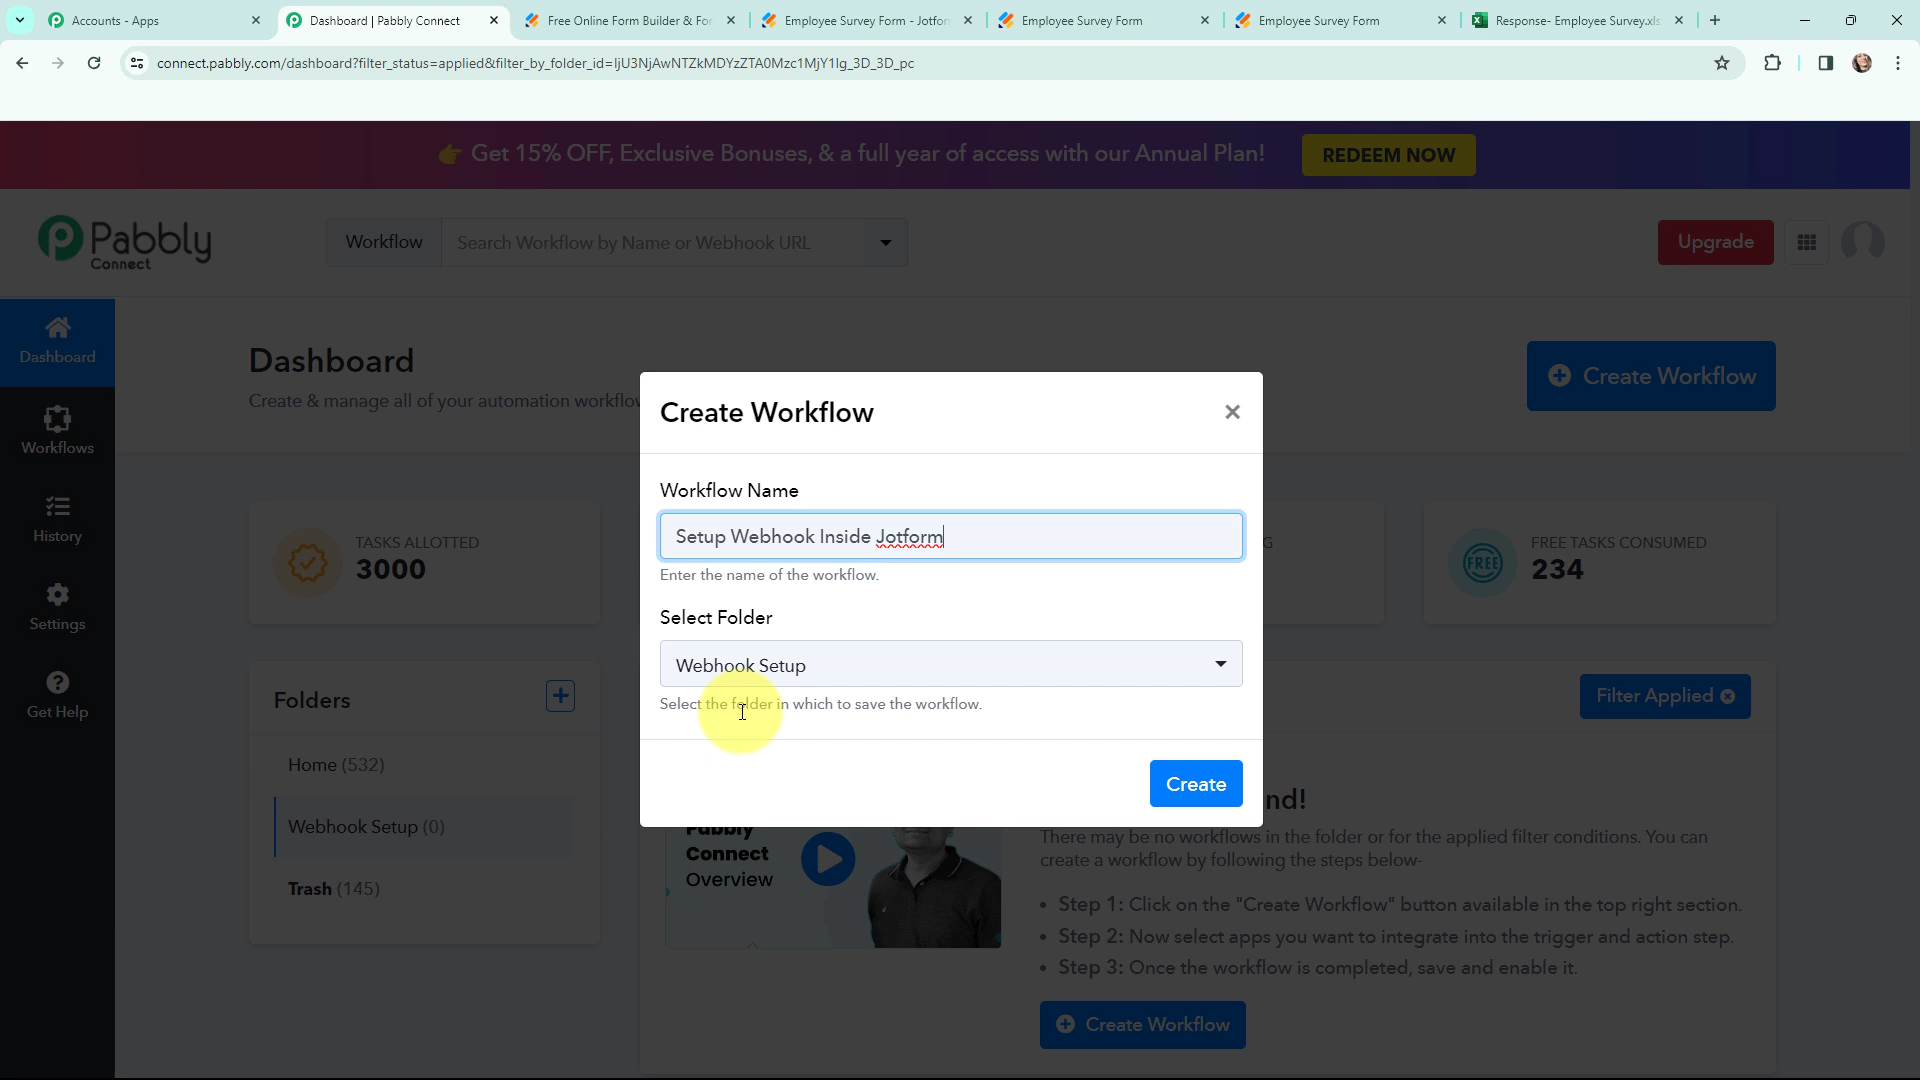 Accounts - Apps
Dashboard | Pabbly Connect
Free Online Form Builder & Fo
Employee Survey Form - Jotfor
Employee Survey Form
Employee Survey Form
Response- Employee Survey.xls
connect.pabbly.com/dashboard?filter_status=applied&filter_by_folder_id=IjU3NjAwNTZkMDYzZTA0Mzc1MjY1Ig_3D_3D_pc
👉 Get 15% OFF, Exclusive Bonuses, & a full year of access with our Annual Plan!
REDEEM NOW
Pabbly
Connect
Workflow
Search Workflow by Name or Webhook URL
Upgrade
Dashboard
Workflows
History
Settings
Get Help
Dashboard
Create & manage all of your automation workflow
Create Workflow
TASKS ALLOTTED
3000
G
FREE
FREE TASKS CONSUMED
234
Create Workflow
Workflow Name
Setup Webhook Inside Jotform
Enter the name of the workflow.
Select Folder
Webhook Setup
Select the folder in which to save the workflow.
Create
Folders
Home (532)
Webhook Setup (0)
Trash (145)
Filter Applied
Pabbly
Connect
Overview
nd!
There may be no workflows in the folder or for the applied filter conditions. You can
create a workflow by following the steps below-
• Step 1: Click on the "Create Workflow" button available in the top right section.
• Step 2: Now select apps you want to integrate into the trigger and action step.
• Step 3: Once the workflow is completed, save and enable it.
Create Workflow